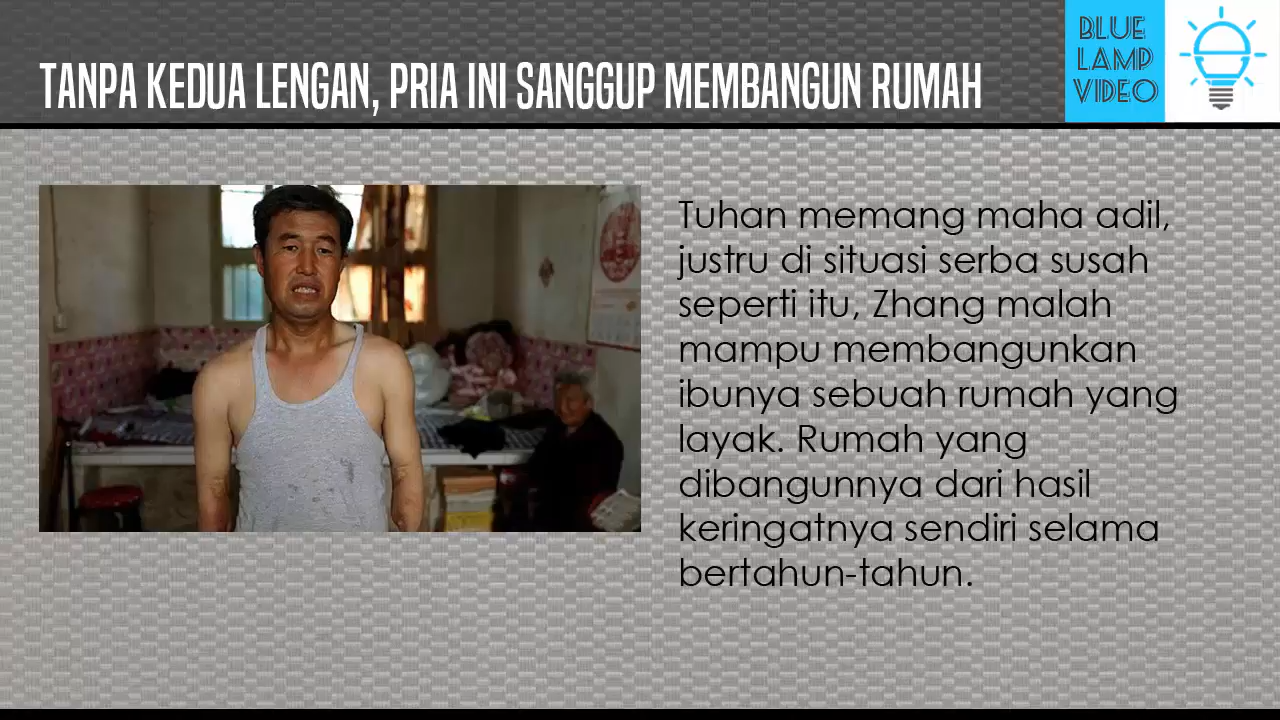 TANPA KEDUA LENGAN, PRIA INI SANGGUP MEMBANGUN RUMAH
BLUE
LAMP
VIDEO
Tuhan memang maha adil,
justru di situasi serba susah
seperti itu, Zhang malah
mampu membangunkan
ibunya sebuah rumah yang
layak. Rumah yang
dibangunnya dari hasil
keringatnya sendiri selama
bertahun-tahun.